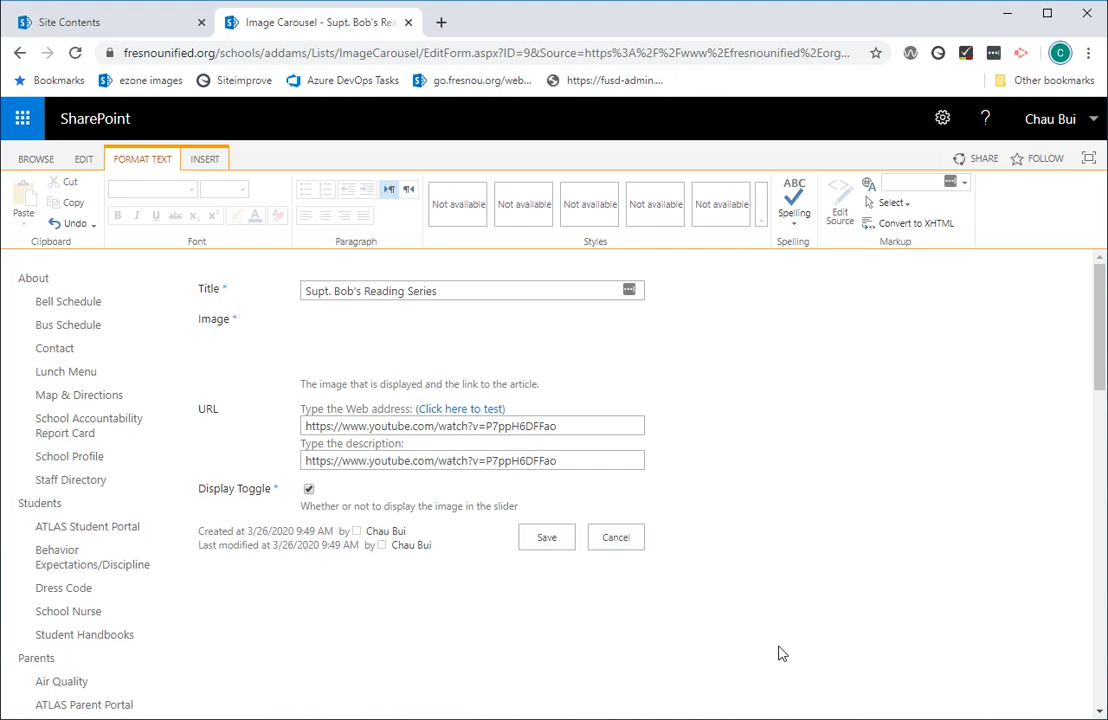 Site Contents
Image Carousel - Supt. Bob's Rea
fresnounified.org/schools/addams/Lists/ImageCarousel/EditForm.aspx?ID=9&Source=https%3A%2F%2Fwww%2Efresnounified%2Eorg...
Bookmarks
ezone images
Siteimprove
Azure DevOps Tasks
go.fresnou.org/web...
https://fusd-admin....
Other bookmarks
C
SharePoint
?
Chau Bui
BROWSE
EDIT
FORMAT TEXT
INSERT
SHARE
FOLLOW
Paste
Cut
Copy
Undo
Clipboard
B I U abc x₂ x² A
Font
Paragraph
Not available
Not available
Not available
Not available
Not available
Styles
ABC
Spelling
Spelling
Edit
Source
Select
Convert to XHTML
Markup
About
Bell Schedule
Bus Schedule
Contact
Lunch Menu
Map & Directions
School Accountability
Report Card
School Profile
Staff Directory
Students
ATLAS Student Portal
Behavior
Expectations/Discipline
Dress Code
School Nurse
Student Handbooks
Parents
Air Quality
ATLAS Parent Portal
Title *
Supt. Bob's Reading Series
Image *
The image that is displayed and the link to the article.
URL
Type the Web address: (Click here to test)
https://www.youtube.com/watch?v=P7ppH6DFFao
Type the description:
https://www.youtube.com/watch?v=P7ppH6DFFao
Display Toggle *
Whether or not to display the image in the slider
Created at 3/26/2020 9:49 AM by Chau Bui
Last modified at 3/26/2020 9:49 AM by Chau Bui
Save
Cancel